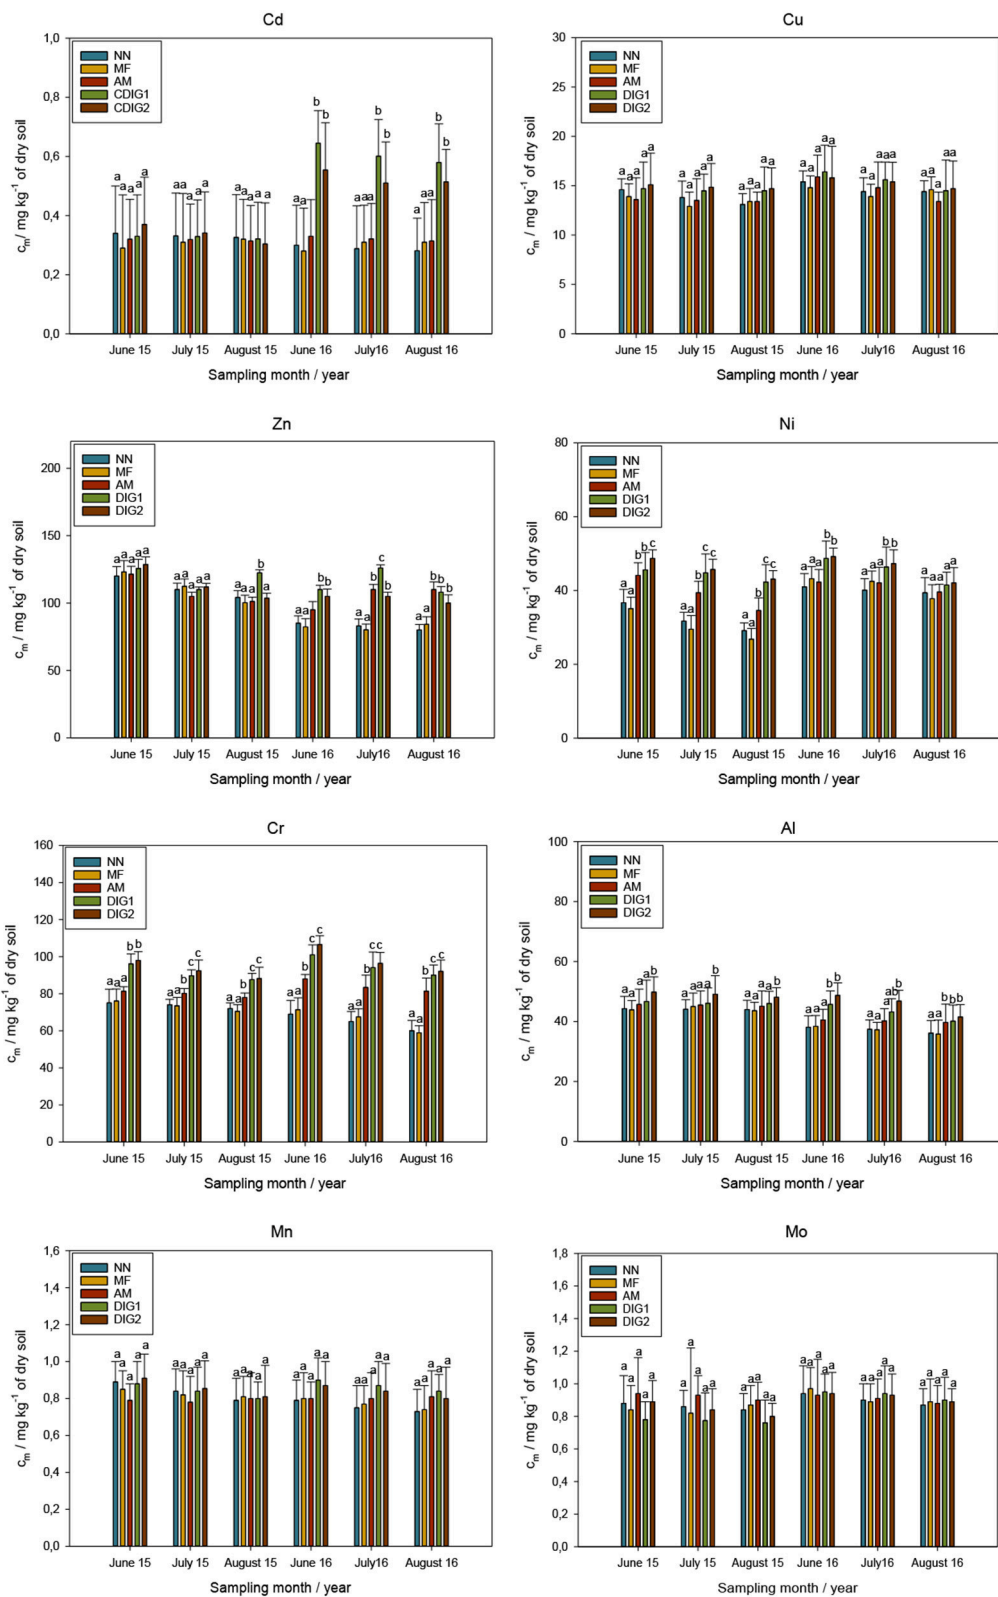 Cd
1,0
0,8
0,6
0,4
0,2
0,0
c_m/ mg kg⁻¹ of dry soil
NN
MF
AM
CDIG1
CDIG2
a a a a a
a a a a a
a a a a a
a a a b b
a a a b b
a a a b b
June 15 July 15 August 15 June 16 July16 August 16
Sampling month / year
Cu
30
25
20
15
10
5
0
c_m / mg kg⁻¹ of dry soil
NN
MF
AM
DIG1
DIG2
a a a a a
a a a a a
a a a a a
a a a a a
a a a a a
a a a a a
June 15 July 15 August 15 June 16 July16 August 16
Sampling month / year
Zn
200
150
100
50
0
c_m / mg kg⁻¹ of dry soil
NN
MF
AM
DIG1
DIG2
a a a a a
a a a a a
a a a b a
a a a b b
a a b c b
a a b b b
June 15 July 15 August 15 June 16 July16 August 16
Sampling month / year
Ni
80
60
40
20
0
c_m / mg kg⁻¹ of dry soil
NN
MF
AM
DIG1
DIG2
a a b b c
a a b c c
a a b c c
a a a b b
a a a b b
a a a a a
June 15 July 15 August 15 June 16 July16 August 16
Sampling month / year
Cr
160
140
120
100
80
60
40
20
0
c_m / mg kg⁻¹ of dry soil
NN
MF
AM
DIG1
DIG2
a a a b b
a a b c c
a a b c c
a a b c c
a a b c c
a a b c c
June 15 July 15 August 15 June 16 July16 August 16
Sampling month / year
Al
100
80
60
40
20
0
c_m / mg kg⁻¹ of dry soil
NN
MF
AM
DIG1
DIG2
a a a a b
a a a a b
a a a a b
a a a b b
a a a ab b
a a b b b
June 15 July 15 August 15 June 16 July16 August 16
Sampling month / year
Mn
1,6
1,4
1,2
1,0
0,8
0,6
0,4
0,2
0,0
c_m / mg kg⁻¹ of dry soil
NN
MF
AM
DIG1
DIG2
a a a a a
a a a a a
a a a a a
a a a a a
a a a a a
a a a a a
June 15 July 15 August 15 June 16 July16 August 16
Sampling month / year
Mo
1,8
1,6
1,4
1,2
1,0
0,8
0,6
0,4
0,2
0,0
c_m / mg kg⁻¹ of dry soil
NN
MF
AM
DIG1
DIG2
a a a a a
a a a a a
a a a a a
a a a a a
a a a a a
a a a a a
June 15 July 15 August 15 June 16 July16 August 16
Sampling month / year